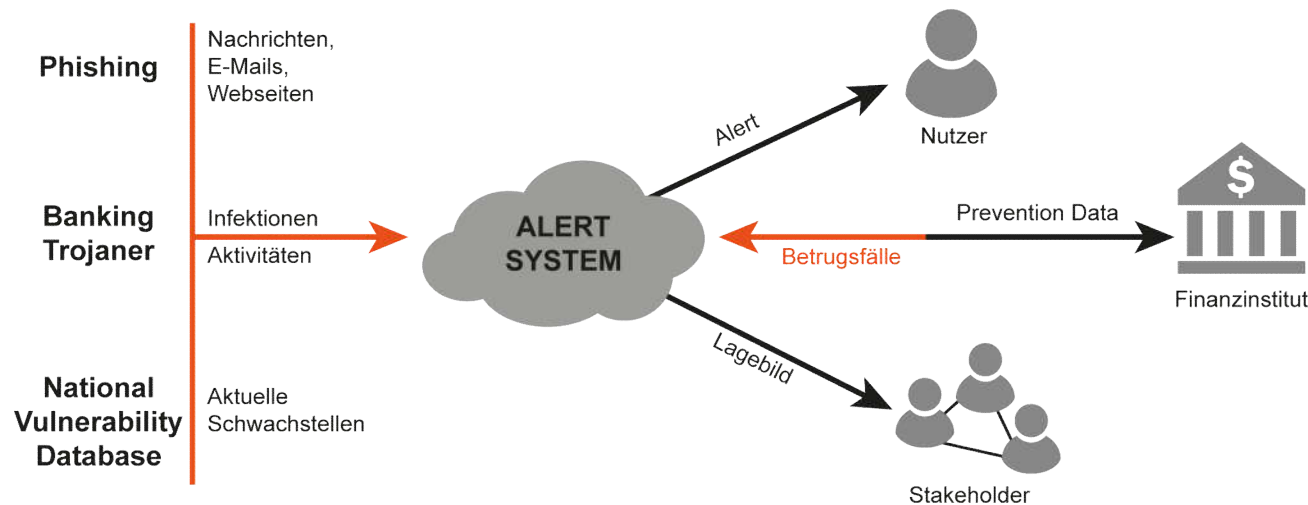 Phishing
Nachrichten,
E-Mails,
Webseiten
Banking
Trojaner
Infektionen
Aktivitäten
National
Vulnerability
Database
Aktuelle
Schwachstellen
ALERT
SYSTEM
Alert
Nutzer
Prevention Data
Betrugsfälle
$
Finanzinstitut
Lagebild
Stakeholder